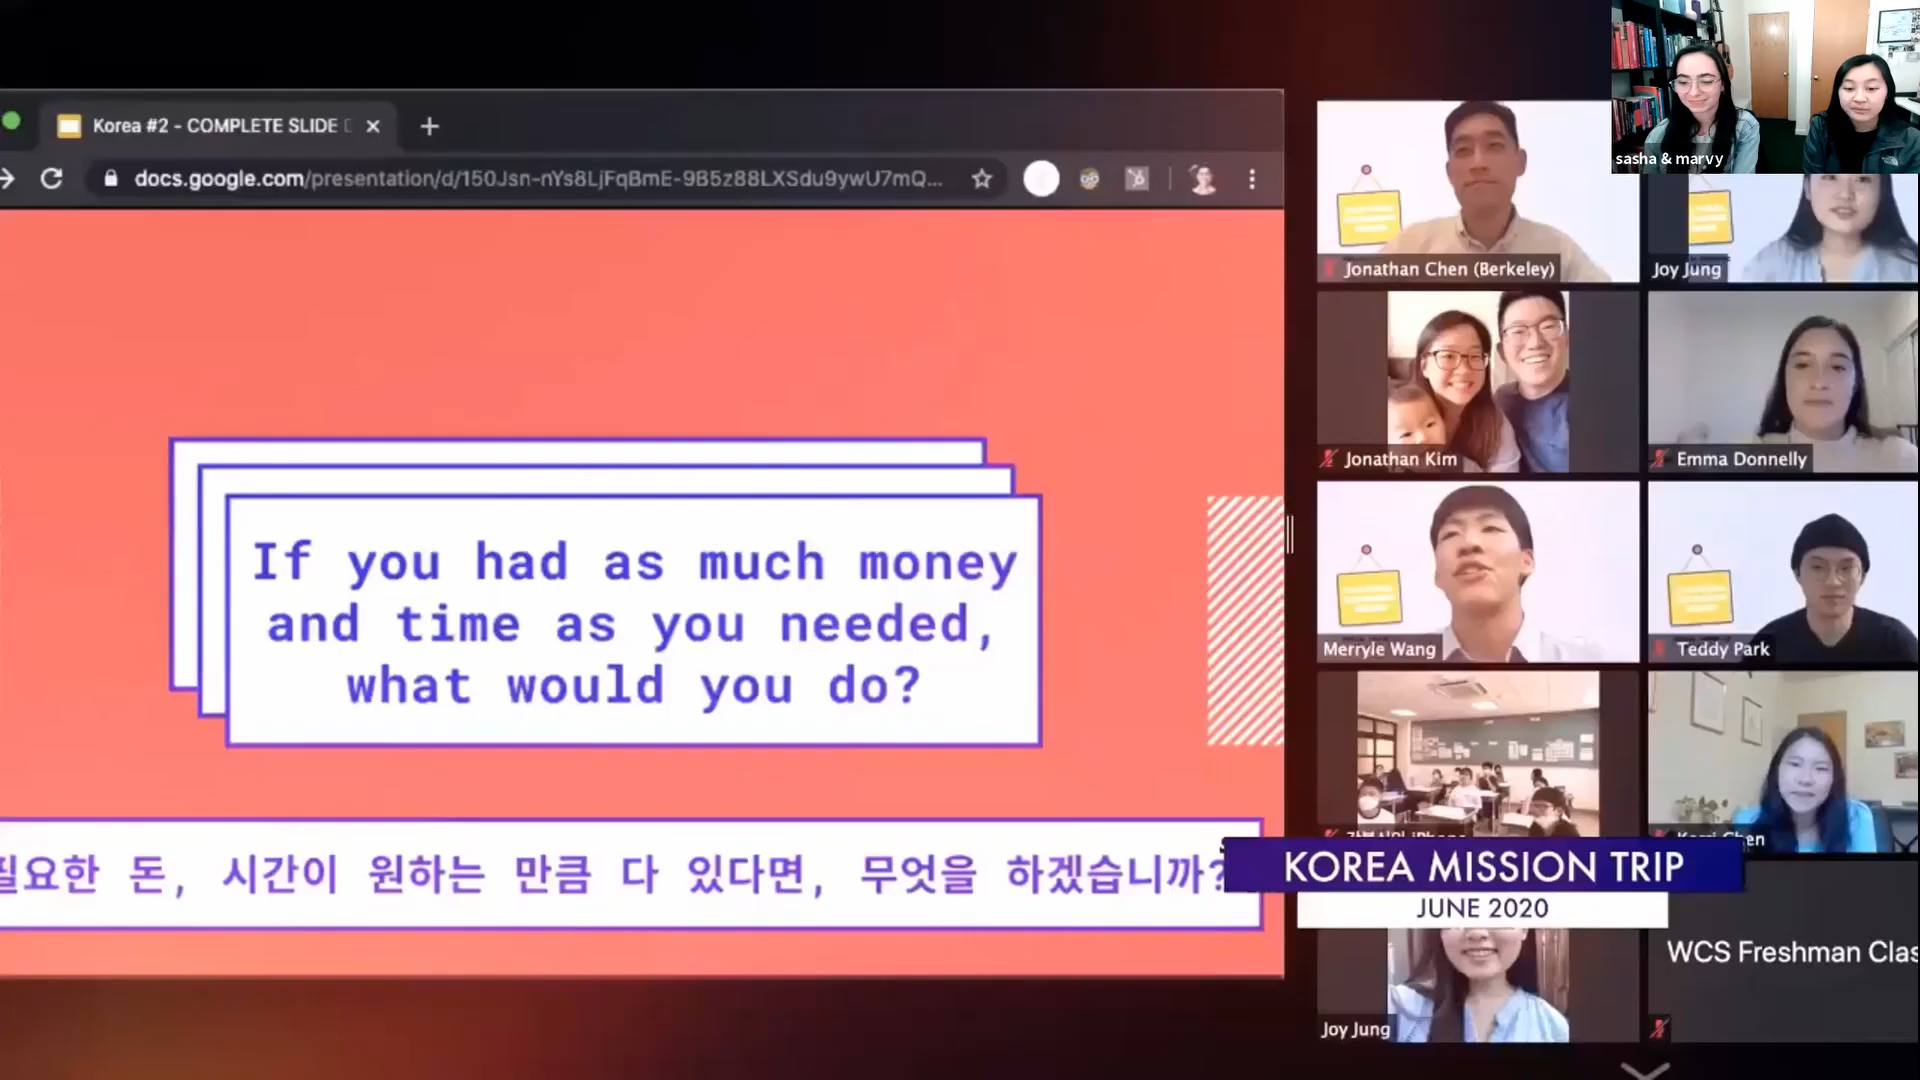 sasha & marvy
Korea #2 - COMPLETE SLIDE
docs.google.com/presentation/d/150Jsn-nYs8LjFqBmE-9B5z88LXSdu9ywU7mQ...
If you had as much money
and time as you needed,
what would you do?
필요한 돈, 시간이 원하는 만큼 다 있다면, 무엇을 하겠습니까?
Jonathan Chen (Berkeley)
Joy Jung
Jonathan Kim
Emma Donnelly
Merryle Wang
Teddy Park
KOREA MISSION TRIP
JUNE 2020
Joy Jung
WCS Freshman Clas